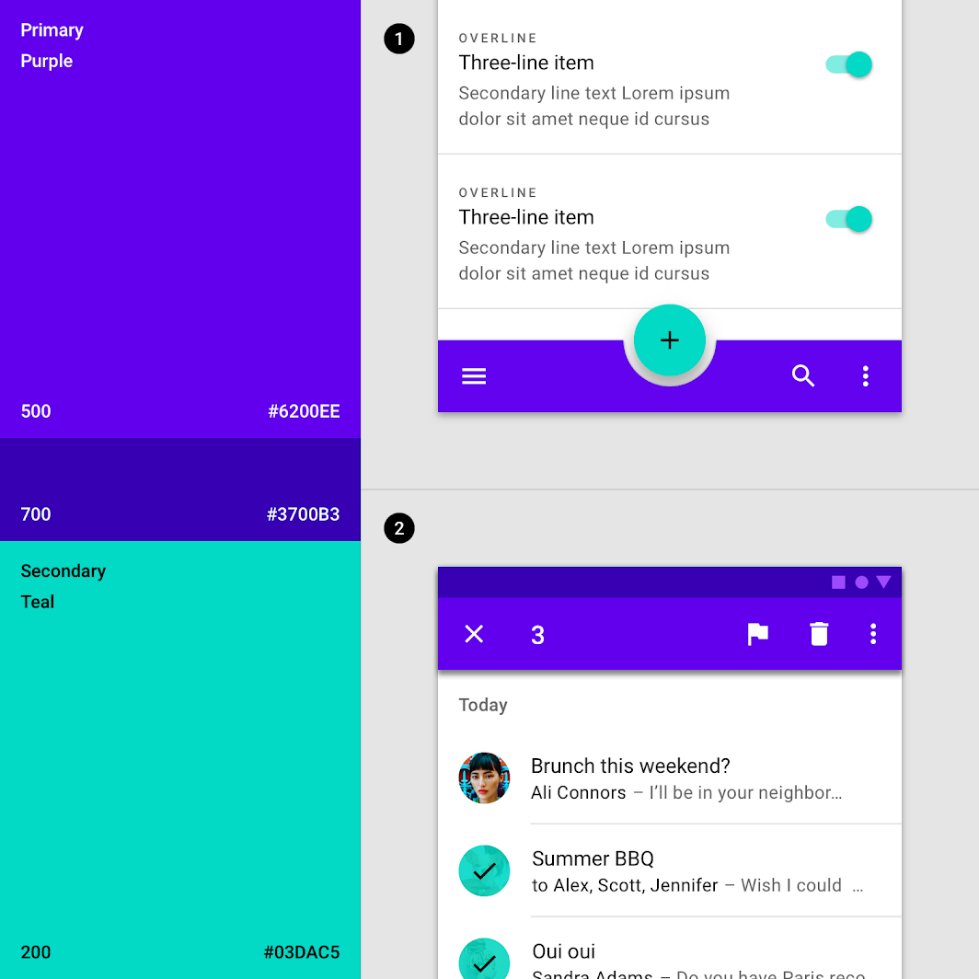 Primary
Purple
500 #6200EE
700 #3700B3
Secondary
Teal
200 #03DAC5
1
OVERLINE
Three-line item
Secondary line text Lorem ipsum
dolor sit amet neque id cursus
OVERLINE
Three-line item
Secondary line text Lorem ipsum
dolor sit amet neque id cursus
2
3
Today
Brunch this weekend?
Ali Connors – I’ll be in your neighbor...
Summer BBQ
to Alex, Scott, Jennifer – Wish I could ...
Oui oui
Sandra Adams – Do you have Paris reco